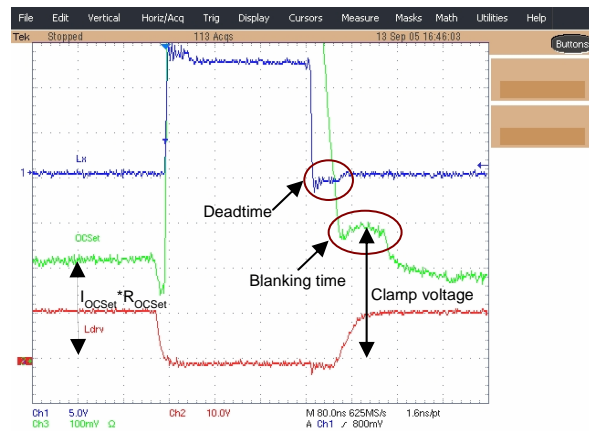 File Edit Vertical Horiz/Acq Trig Display Cursors Measure Masks Math Utilities Help
Tek Stopped 113 Acqs 13 Sep 05 16:46:03
Buttons
1
Lx
Deadtime
OCSet
Blanking time
Clamp voltage
I_OCSet*R_OCSet
Ldrv
Ch1 5.0V Ch2 10.0V M 80.0ns 625MS/s 1.6ns/pt
Ch3 100mV Ω A Ch1 / 800mV